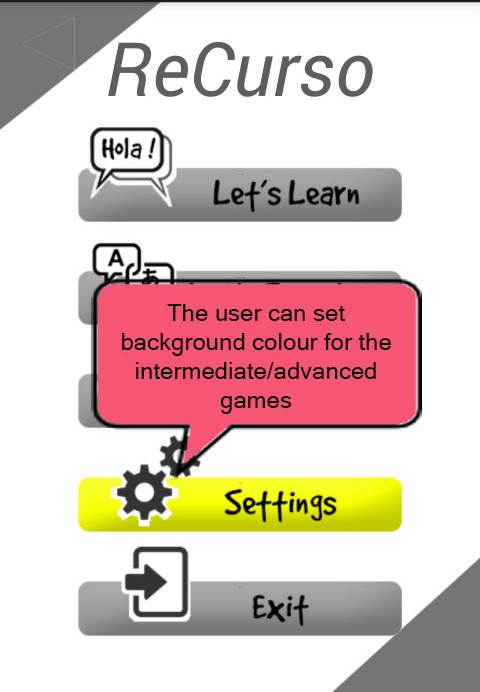 ReCurso
Hola !
Let's Learn
A
あ
The user can set
background colour for the
intermediate/advanced
games
Settings
Exit